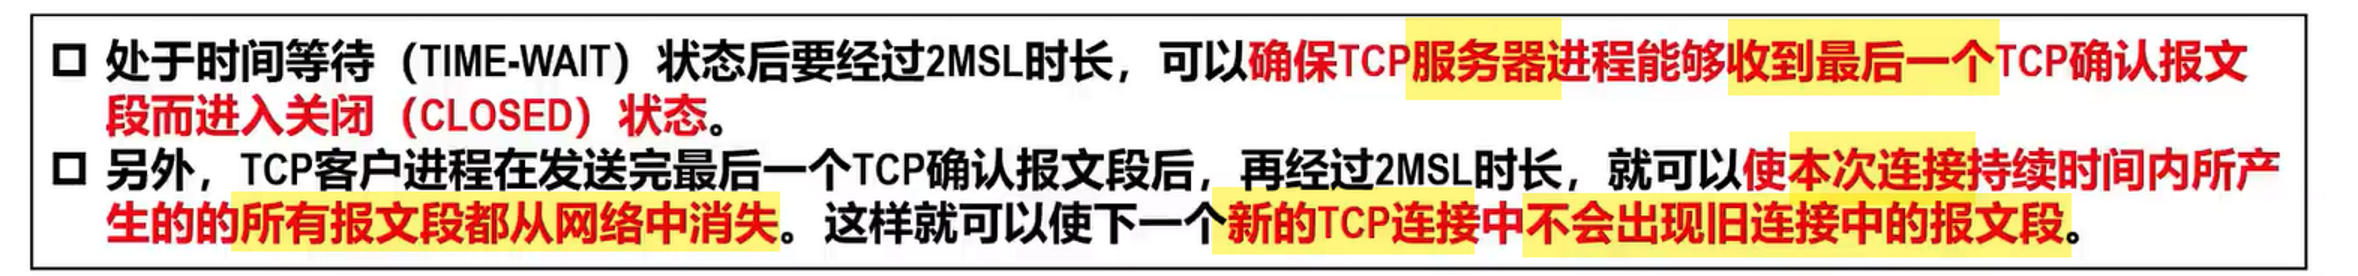 处于时间等待（TIME-WAIT）状态后要经过2MSL时长，可以确保TCP服务器进程能够收到最后一个TCP确认报文
段而进入关闭（CLOSED）状态。
另外，TCP客户进程在发送完最后一个TCP确认报文段后，再经过2MSL时长，就可以使本次连接持续时间内所产
生的的所有报文段都从网络中消失。这样就可以使下一个新的TCP连接中不会出现旧连接中的报文段。